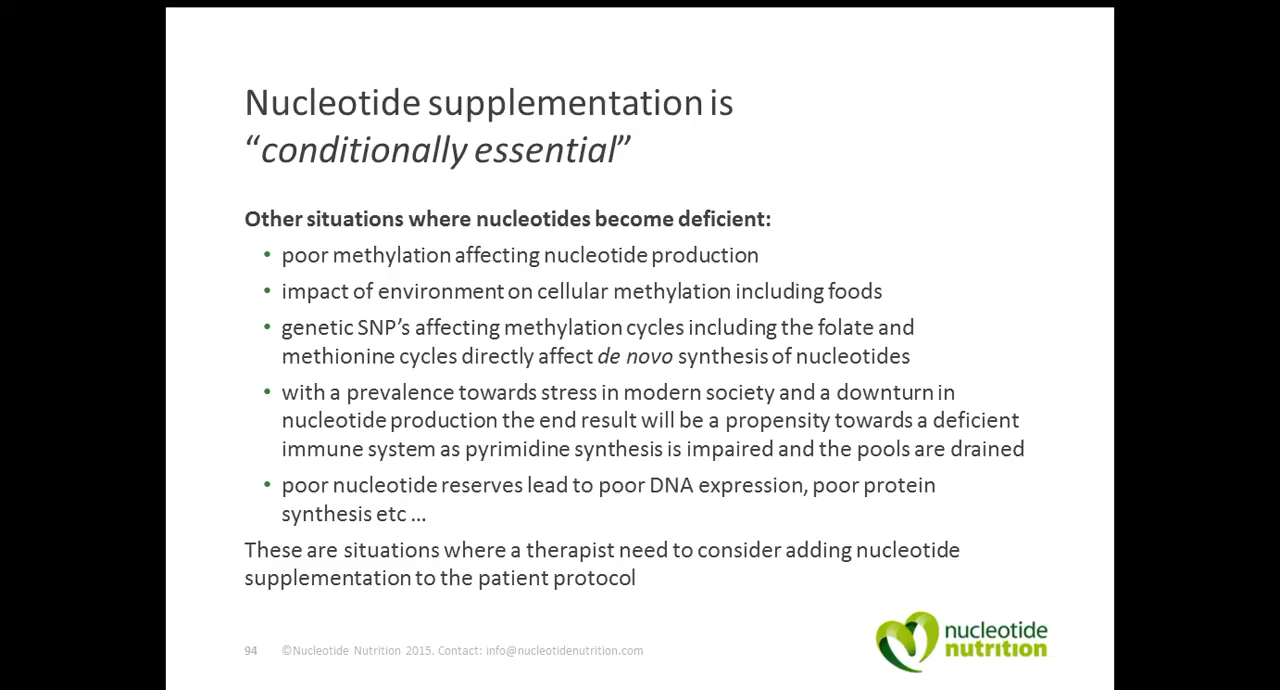 Nucleotide supplementation is
“conditionally essential”
Other situations where nucleotides become deficient:
• poor methylation affecting nucleotide production
• impact of environment on cellular methylation including foods
• genetic SNP’s affecting methylation cycles including the folate and
methionine cycles directly affect de novo synthesis of nucleotides
• with a prevalence towards stress in modern society and a downturn in
nucleotide production the end result will be a propensity towards a deficient
immune system as pyrimidine synthesis is impaired and the pools are drained
• poor nucleotide reserves lead to poor DNA expression, poor protein
synthesis etc ...
These are situations where a therapist need to consider adding nucleotide
supplementation to the patient protocol
94 ©Nucleotide Nutrition 2015. Contact: info@nucleotidenutrition.com
nucleotide
nutrition